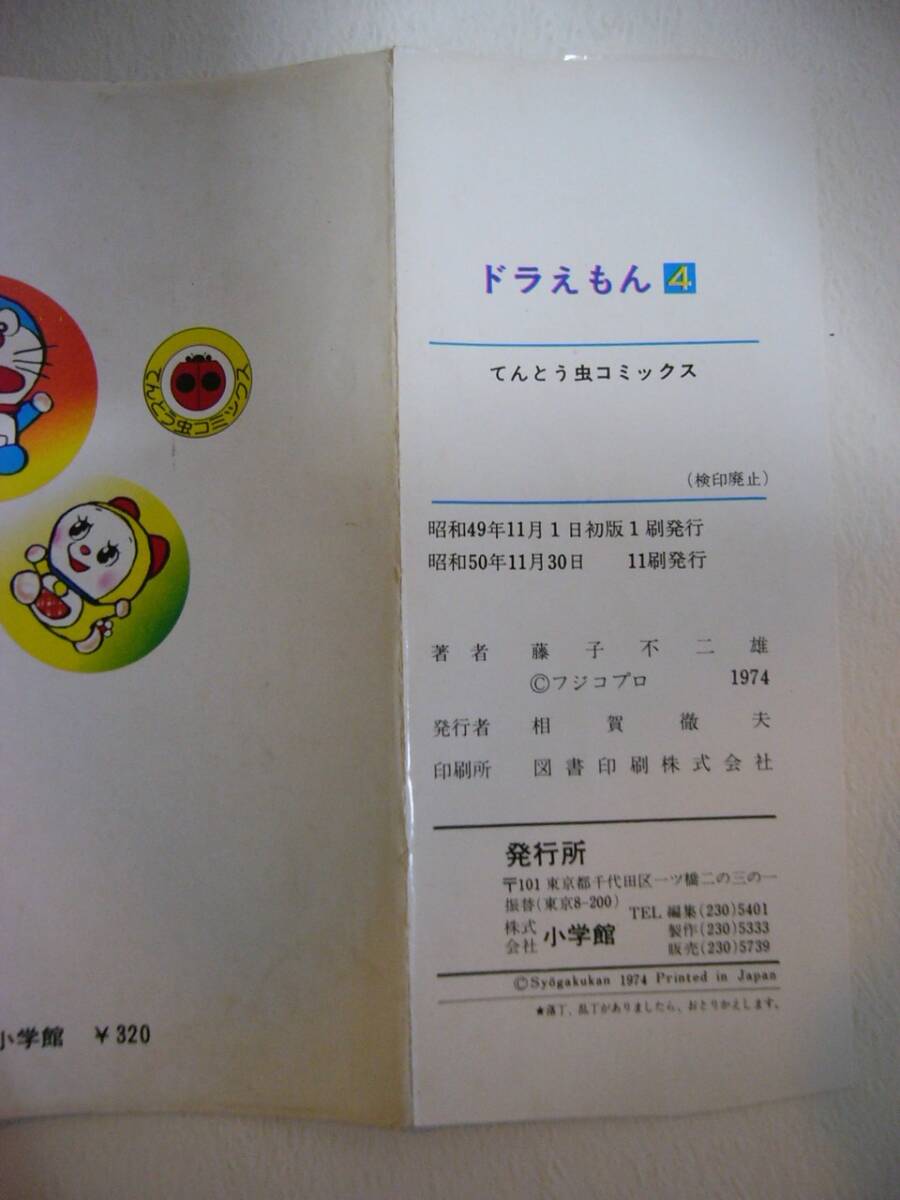 てんとう虫コミックス
小学館 ￥320
ドラえもん 4
てんとう虫コミックス
（検印廃止）
昭和49年11月1日初版1刷発行
昭和50年11月30日 11刷発行
著者 藤子不二雄
©フジコプロ 1974
発行者 相賀徹夫
印刷所 図書印刷株式会社
発行所
〒101 東京都千代田区一ツ橋二の三の一
振替（東京8-200）
株式会社 小学館
TEL 編集(230)5401
製作(230)5333
販売(230)5739
©Syōgakukan 1974 Printed in Japan
★落丁、乱丁がありましたら、おとりかえします。